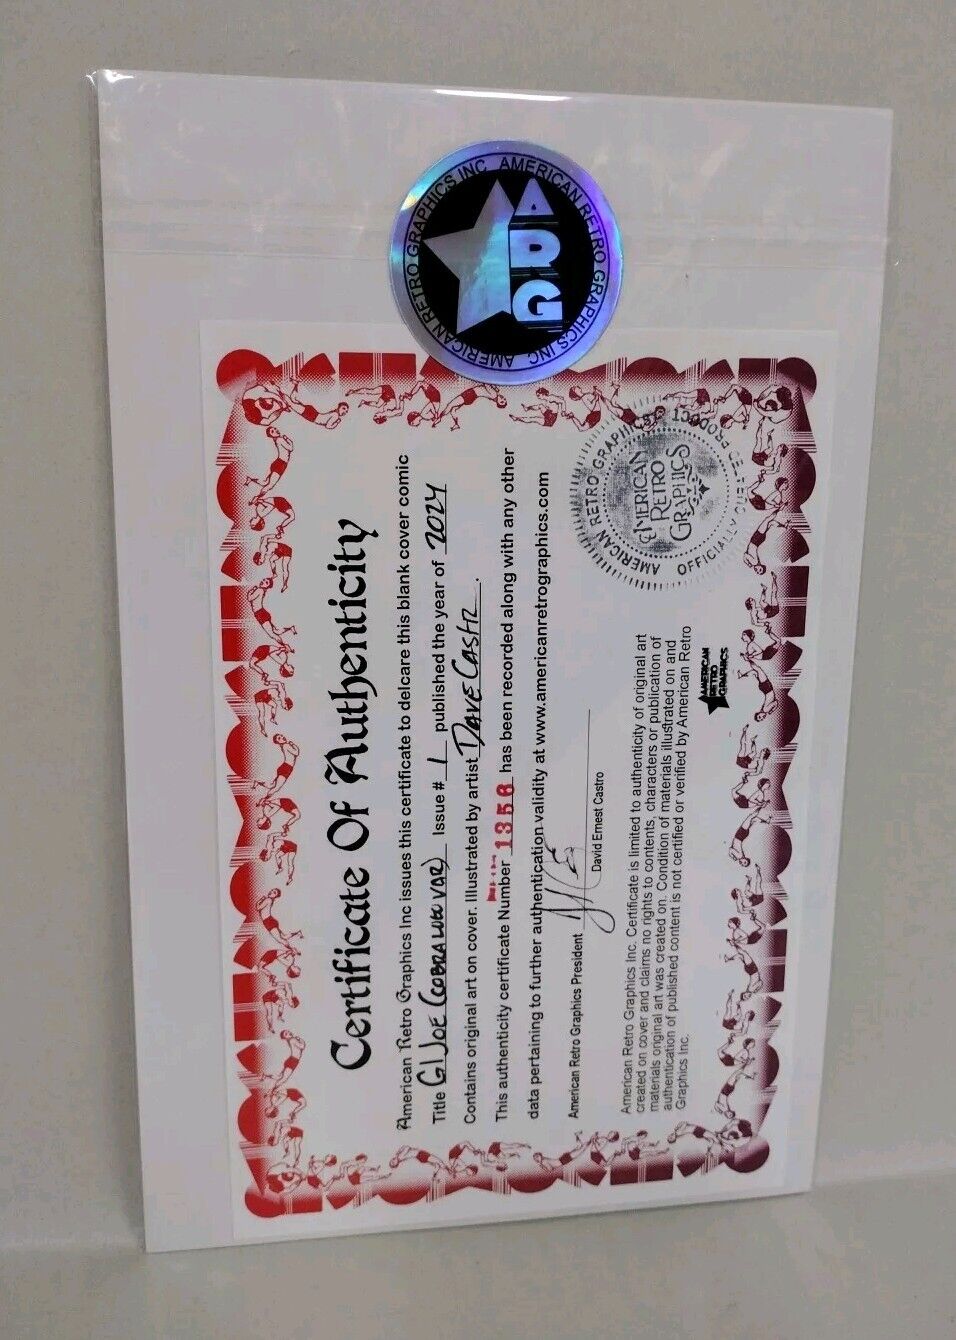 AMERICAN RETRO GRAPHICS INC AMERICAN RETRO GRAPHICS INC
ARG
Certificate Of Authenticity
American Retro Graphics Inc issues this certificate to delcare this blank cover comic
Title GI JOE (COBRA VAR) Issue # 1 published the year of 2024
Contains original art on cover. Illustrated by artist DAVE CASTR.
This authenticity certificate Number 1358 has been recorded along with any other
data pertaining to further authentication validity at www.americanretrographics.com
American Retro Graphics President
David Ernest Castro
AMERICAN RETRO GRAPHICS
OFFICIALLY PRODUCT
AMERICAN
RETRO
GRAPHICS
American Retro Graphics Inc. Certificate is limited to authenticity of original art
created on cover and claims no rights to contents, characters or publication of
materials original art was created on. Condition of materials illustrated on and
authentication of published content is not certified or verified by American Retro
Graphics Inc.
AMERICAN
RETRO
GRAPHICS